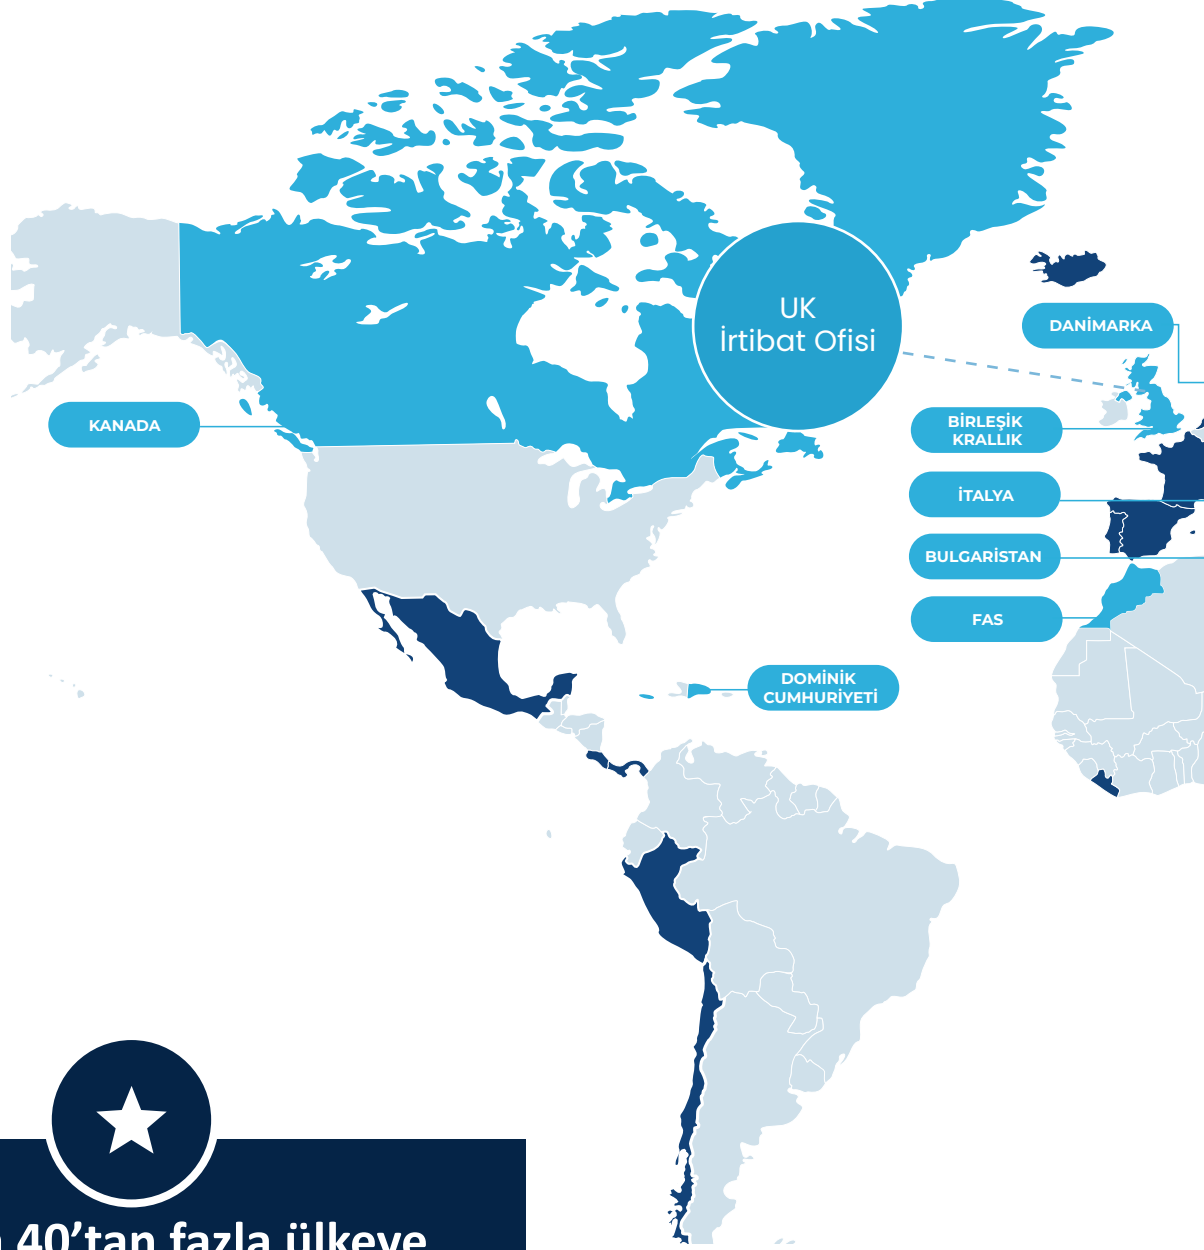 UK
İrtibat Ofisi
DANİMARKA
KANADA
BİRLEŞİK
KRALLIK
İTALYA
BULGARİSTAN
FAS
DOMİNİK
CUMHURİYETİ
40’tan fazla ülkeye